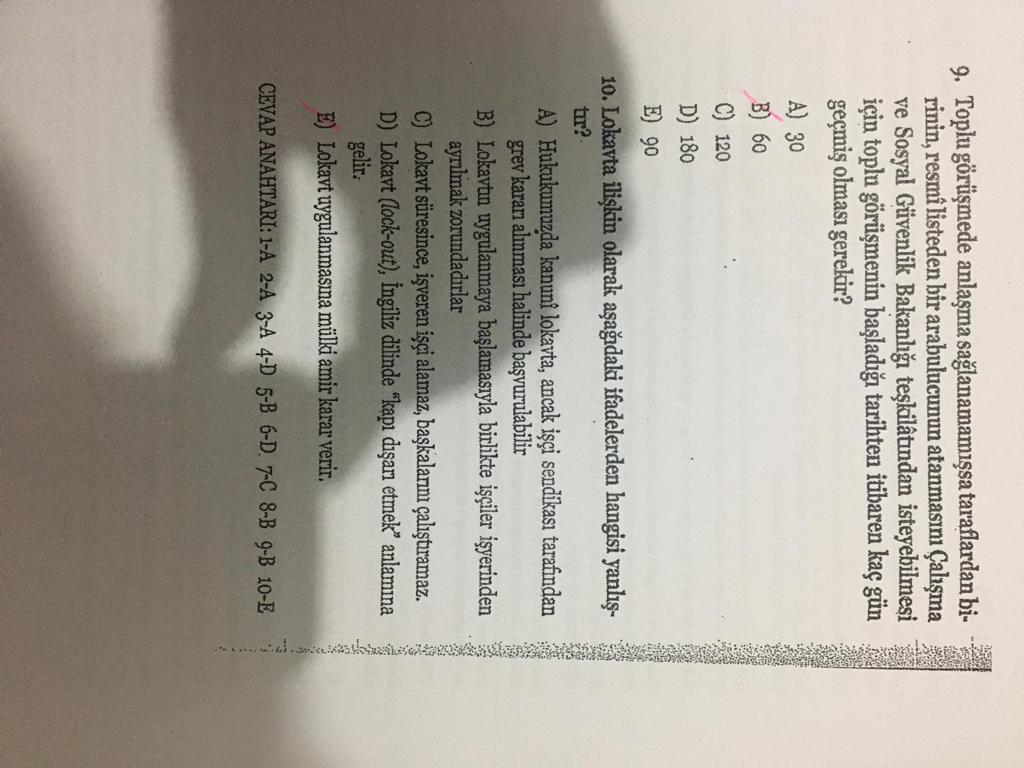 9. Toplu görüşmede anlaşma sağlanamamışsa taraflardan bi-
rinin, resmî listeden bir arabulucunun atanmasını Çalışma
ve Sosyal Güvenlik Bakanlığı teşkilâtından isteyebilmesi
için toplu görüşmenin başladığı tarihten itibaren kaç gün
geçmiş olması gerekir?
A) 30
B) 60
C) 120
D) 180
E) 90
10. Lokavta ilişkin olarak aşağıdaki ifadelerden hangisi yanlış-
tır?
A) Hukukumuzda kanunî lokavta, ancak işçi sendikası tarafından
grev kararı alınması halinde başvurulabilir
B) Lokavtun uygulanmaya başlamasıyla birlikte işçiler işyerinden
ayrılmak zorundadırlar
C) Lokavt süresince, işveren işçi alamaz, başkalarını çalıştıramaz.
D) Lokavt (lock-out), İngiliz dilinde "kapı dışarı etmek" anlamına
gelir.
E) Lokavt uygulanmasına mülki amir karar verir.
CEVAP ANAHTARI: 1-A 2-A 3-A 4-D 5-B 6-D. 7-C 8-B 9-B 10-E